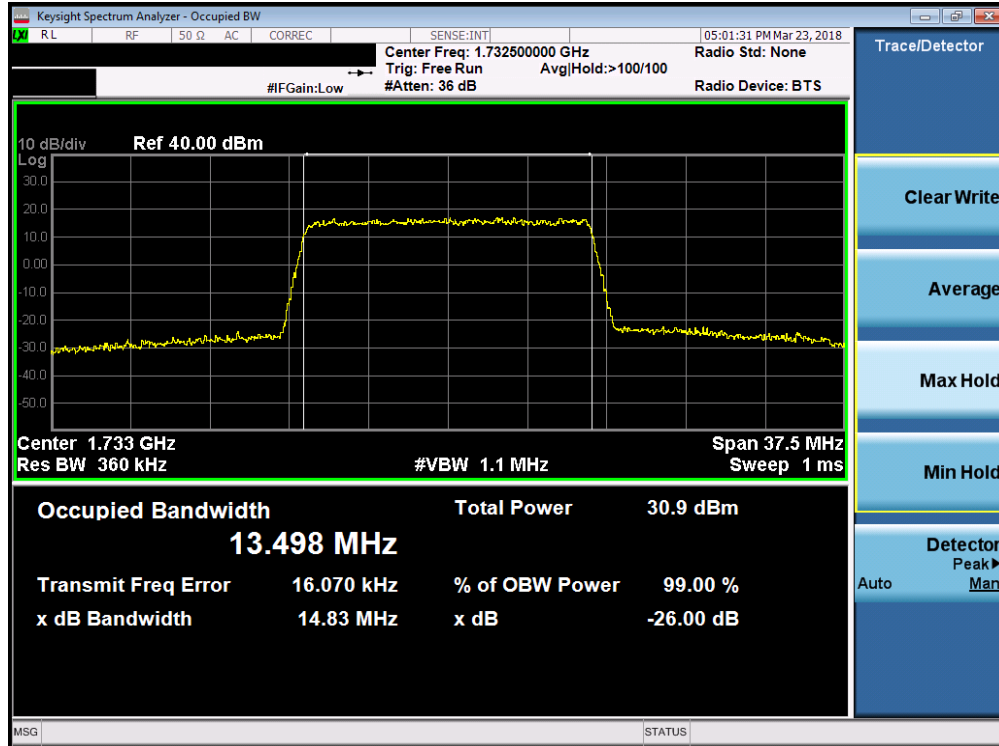 Keysight Spectrum Analyzer - Occupied BW
LXI RL RF 50 Ω AC CORREC SENSE:INT 05:01:31 PM Mar 23, 2018
Center Freq: 1.732500000 GHz Radio Std: None
Trig: Free Run Avg|Hold:>100/100
#IFGain:Low #Atten: 36 dB Radio Device: BTS
10 dB/div Ref 40.00 dBm
Log
30.0
20.0
10.0
0.00
-10.0
-20.0
-30.0
-40.0
-50.0
Center 1.733 GHz Span 37.5 MHz
Res BW 360 kHz #VBW 1.1 MHz Sweep 1 ms
Occupied Bandwidth Total Power 30.9 dBm
13.498 MHz
Transmit Freq Error 16.070 kHz % of OBW Power 99.00 %
x dB Bandwidth 14.83 MHz x dB -26.00 dB
MSG STATUS
Trace/Detector
Clear Write
Average
Max Hold
Min Hold
Detector
Peak▶
Auto Man